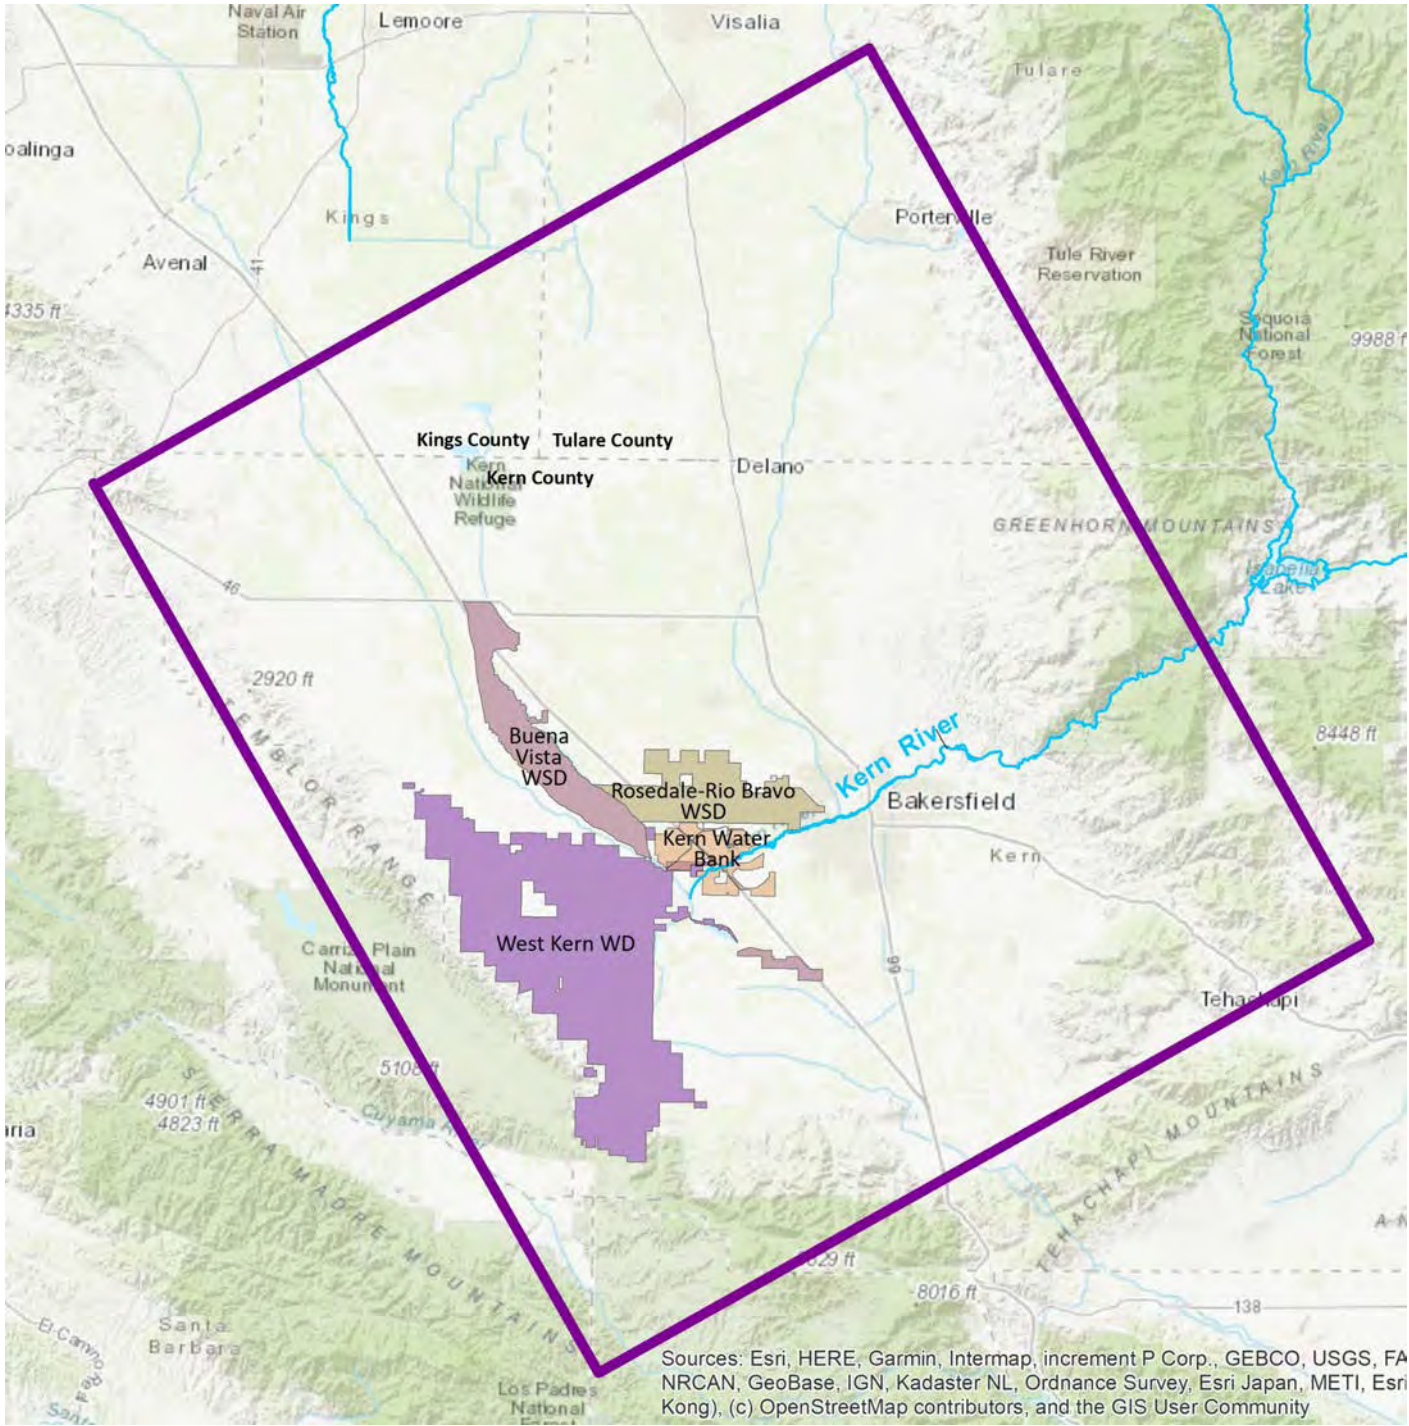 Naval Air
Station
Lemoore
Visalia
Tulare
oalinga
Kern River
Kings
Porterville
Avenal
41
Tule River
Reservation
4335 ft
Sequoia
National
Forest
9988 f
Kings County
Tulare County
Kern
National
Wildlife
Refuge
Kern County
Delano
GREENHORN MOUNTAINS
Isabella
Lake
46
2920 ft
TEMBLOR RANGE
Buena
Vista
WSD
Kern River
8448 ft
Rosedale-Rio Bravo
WSD
Bakersfield
Kern Water
Bank
Kern
West Kern WD
Carrizo Plain
National
Monument
99
Tehachapi
5108 ft
4901 ft
4823 ft
Cuyama River
aria
SIERRA MADRE MOUNTAINS
TEHACHAPI MOUNTAINS
AN
8016 ft
138
Santa
Barbara
El Camino Real
Los Padres
National
Forest
Santa
Sources: Esri, HERE, Garmin, Intermap, increment P Corp., GEBCO, USGS, FA
NRCAN, GeoBase, IGN, Kadaster NL, Ordnance Survey, Esri Japan, METI, Esri
Kong), (c) OpenStreetMap contributors, and the GIS User Community